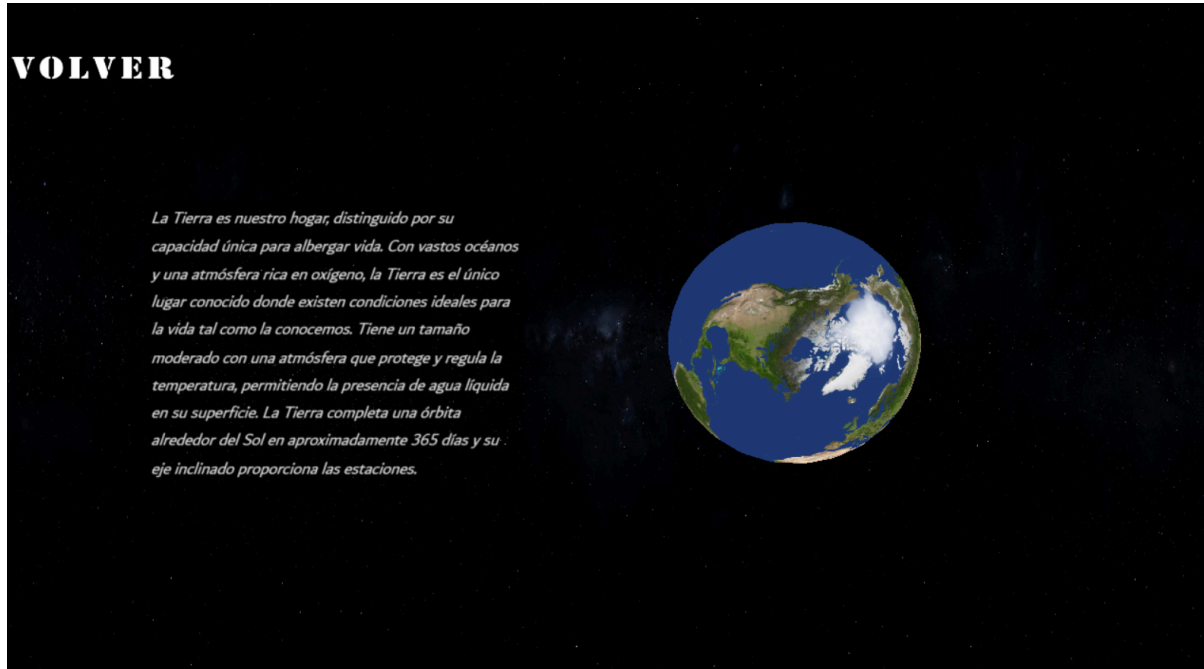 VOLVER
La Tierra es nuestro hogar, distinguido por su
capacidad única para albergar vida. Con vastos océanos
y una atmósfera rica en oxígeno, la Tierra es el único
lugar conocido donde existen condiciones ideales para
la vida tal como la conocemos. Tiene un tamaño
moderado con una atmósfera que protege y regula la
temperatura, permitiendo la presencia de agua líquida
en su superficie. La Tierra completa una órbita
alrededor del Sol en aproximadamente 365 días y su
eje inclinado proporciona las estaciones.